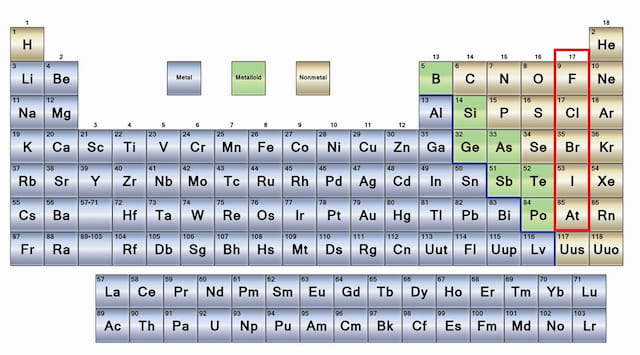 1 18
1 H 2 He
2 13 14 15 16 17
3 Li 4 Be Metal Metalloid Nonmetal 5 B 6 C 7 N 8 O 9 F 10 Ne
11 Na 12 Mg 13 Al 14 Si 15 P 16 S 17 Cl 18 Ar
3 4 5 6 7 8 9 10 11 12
19 K 20 Ca 21 Sc 22 Ti 23 V 24 Cr 25 Mn 26 Fe 27 Co 28 Ni 29 Cu 30 Zn 31 Ga 32 Ge 33 As 34 Se 35 Br 36 Kr
37 Rb 38 Sr 39 Y 40 Zr 41 Nb 42 Mo 43 Tc 44 Ru 45 Rh 46 Pd 47 Ag 48 Cd 49 In 50 Sn 51 Sb 52 Te 53 I 54 Xe
55 Cs 56 Ba 57-71 72 Hf 73 Ta 74 W 75 Re 76 Os 77 Ir 78 Pt 79 Au 80 Hg 81 Tl 82 Pb 83 Bi 84 Po 85 At 86 Rn
87 Fr 88 Ra 89-103 104 Rf 105 Db 106 Sg 107 Bh 108 Hs 109 Mt 110 Ds 111 Rg 112 Cn 113 Uut 114 Fl 115 Uup 116 Lv 117 Uus 118 Uuo
57 La 58 Ce 59 Pr 60 Nd 61 Pm 62 Sm 63 Eu 64 Gd 65 Tb 66 Dy 67 Ho 68 Er 69 Tm 70 Yb 71 Lu
89 Ac 90 Th 91 Pa 92 U 93 Np 94 Pu 95 Am 96 Cm 97 Bk 98 Cf 99 Es 100 Fm 101 Md 102 No 103 Lr